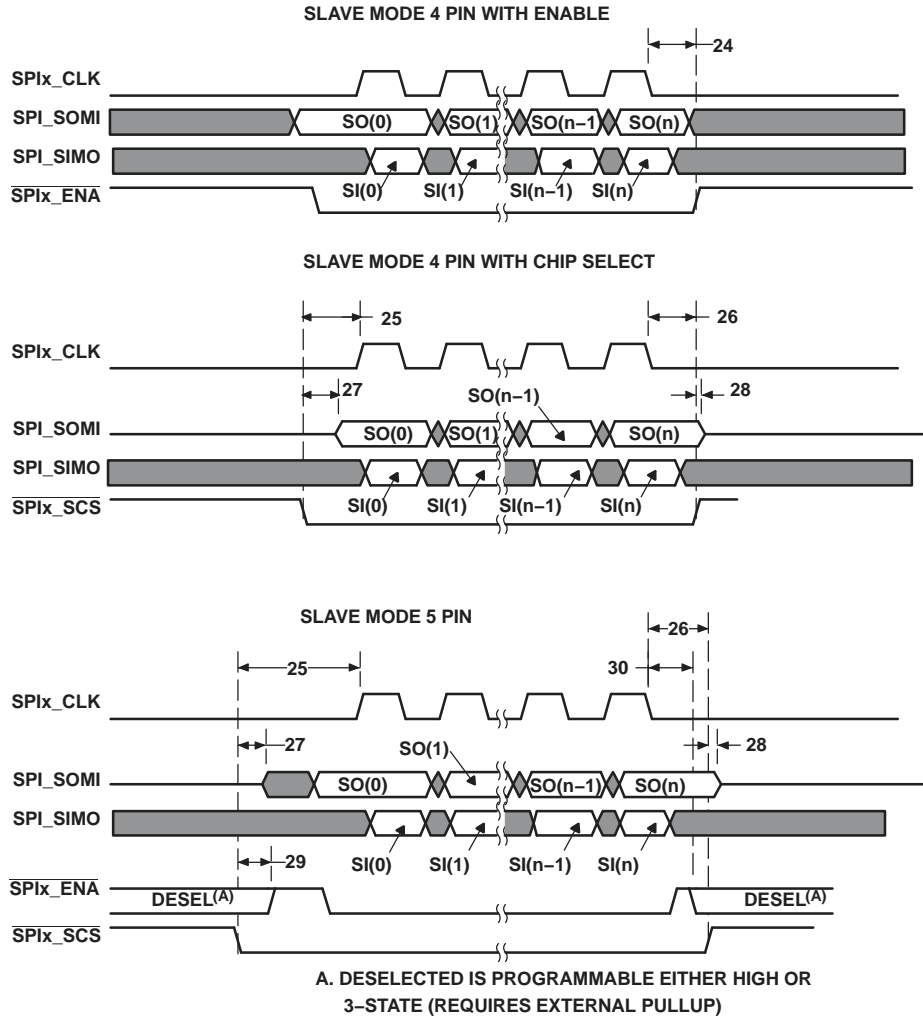 SLAVE MODE 4 PIN WITH ENABLE
24
SPIx_CLK
SPI_SOMI
SO(0) SO(1) SO(n−1) SO(n)
SPI_SIMO
SI(0) SI(1) SI(n−1) SI(n)
SPIx_ENA
SLAVE MODE 4 PIN WITH CHIP SELECT
25 26
SPIx_CLK
27 SO(n−1) 28
SPI_SOMI
SO(0) SO(1) SO(n)
SPI_SIMO
SI(0) SI(1) SI(n−1) SI(n)
SPIx_SCS
SLAVE MODE 5 PIN
26
25 30
SPIx_CLK
27 SO(1) 28
SPI_SOMI
SO(0) SO(n−1) SO(n)
SPI_SIMO
SI(0) SI(1) SI(n−1) SI(n)
29
SPIx_ENA
DESEL(A) DESEL(A)
SPIx_SCS
A. DESELECTED IS PROGRAMMABLE EITHER HIGH OR
3−STATE (REQUIRES EXTERNAL PULLUP)